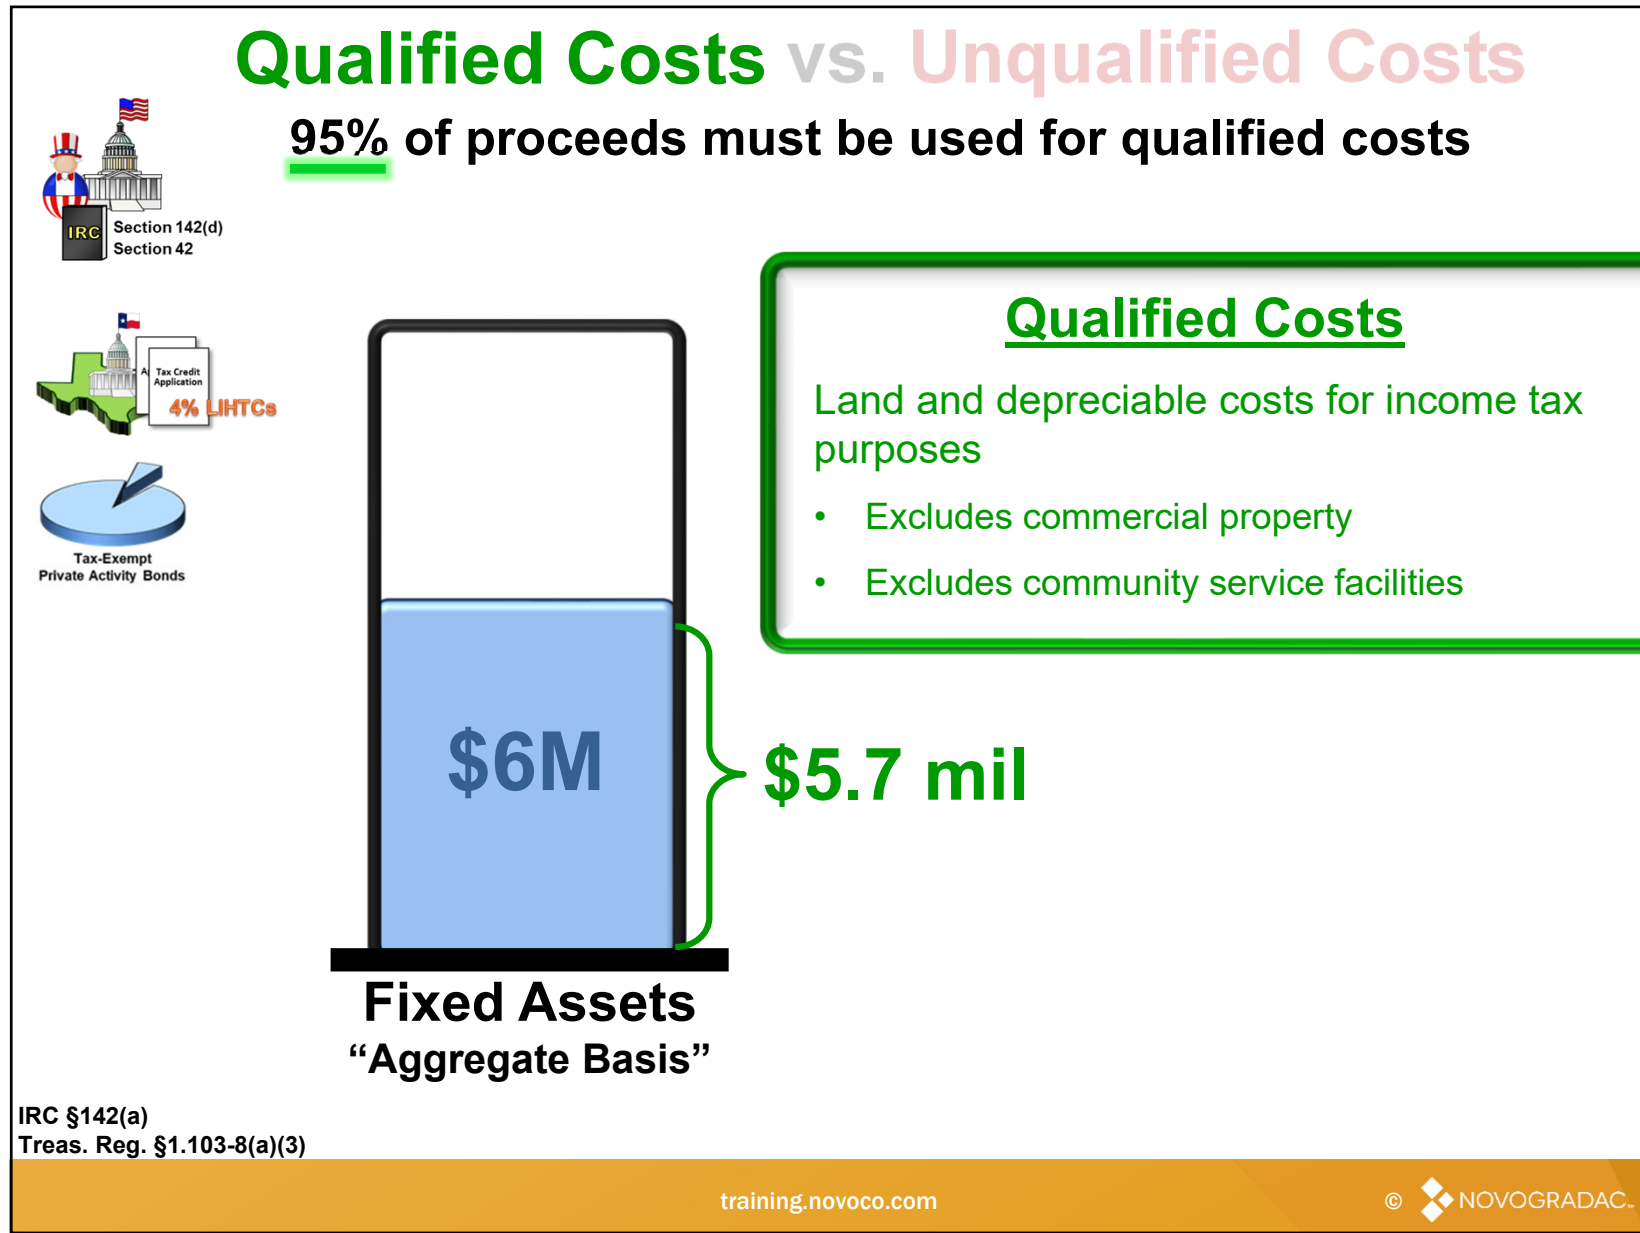 Qualified Costs vs. Unqualified Costs
95% of proceeds must be used for qualified costs
IRC
Section 142(d)
Section 42
Tax Credit
Application
4% LIHTCs
Tax-Exempt
Private Activity Bonds
Qualified Costs
Land and depreciable costs for income tax
purposes
• Excludes commercial property
• Excludes community service facilities
$6M
$5.7 mil
Fixed Assets
“Aggregate Basis”
IRC §142(a)
Treas. Reg. §1.103-8(a)(3)
training.novoco.com
© NOVOGRADAC